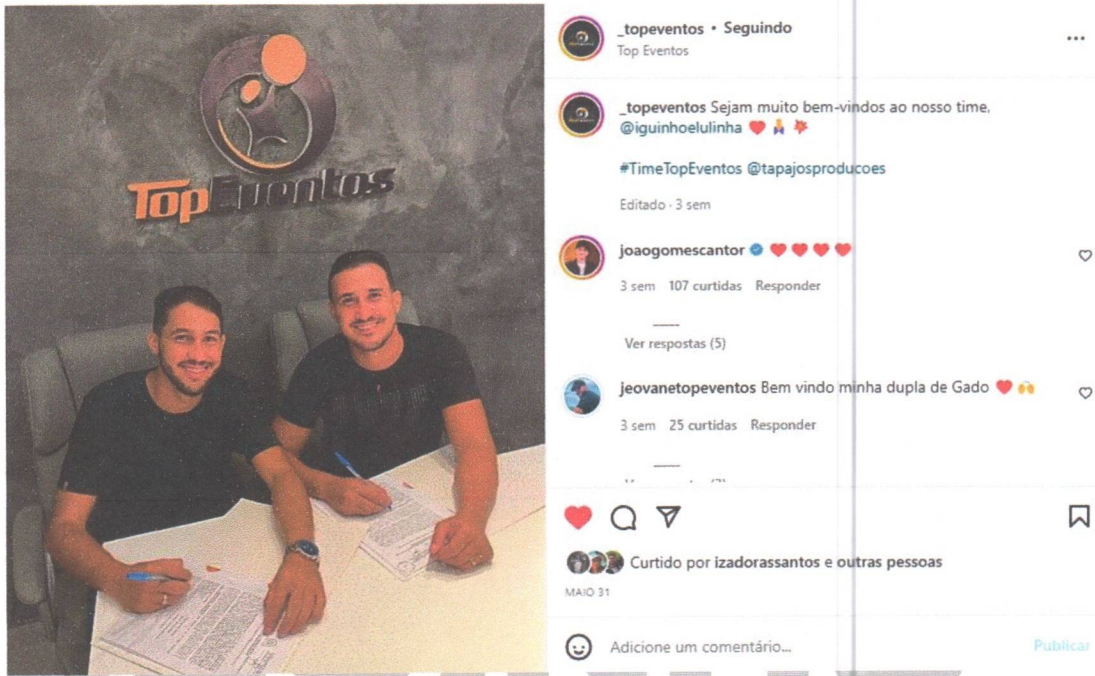 TopEventos
_topeventos • Seguindo
Top Eventos
_topeventos Sejam muito bem-vindos ao nosso time,
@iguinhoelulinha
#TimeTopEventos @tapajosproducoes
Editado · 3 sem
joaogomescantor
3 sem 107 curtidas Responder
Ver respostas (5)
jeovanetopeventos Bem vindo minha dupla de Gado
3 sem 25 curtidas Responder
Curtido por izadorassantos e outras pessoas
MAIO 31
Adicione um comentário...
Publicar